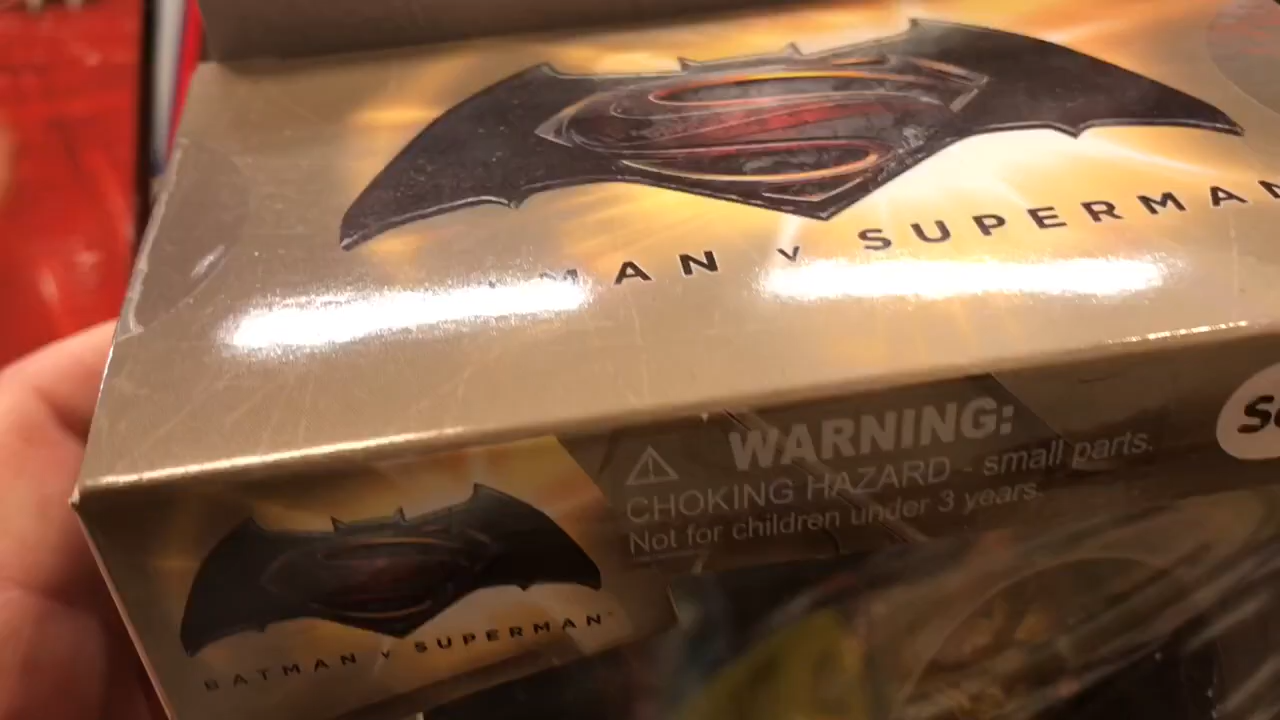 MAN v SUPERMAN
WARNING:
CHOKING HAZARD - small parts.
Not for children under 3 years.
BATMAN v SUPERMAN